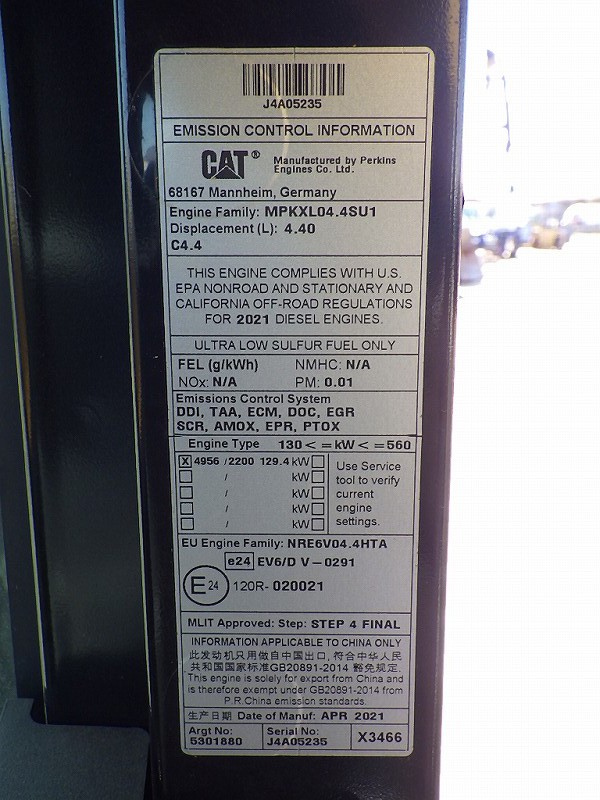 J4A05235
EMISSION CONTROL INFORMATION
CAT® Manufactured by Perkins
Engines Co. Ltd.
68167 Mannheim, Germany
Engine Family: MPKXL04.4SU1
Displacement (L): 4.40
C4.4
THIS ENGINE COMPLIES WITH U.S.
EPA NONROAD AND STATIONARY AND
CALIFORNIA OFF-ROAD REGULATIONS
FOR 2021 DIESEL ENGINES.
ULTRA LOW SULFUR FUEL ONLY
FEL (g/kWh) NMHC: N/A
NOx: N/A PM: 0.01
Emissions Control System
DDI, TAA, ECM, DOC, EGR
SCR, AMOX, EPR, PTOX
Engine Type 130 < =kW < =560
X 4956 /2200 129.4 kW
/ kW
/ kW
/ kW
/ kW
Use Service
tool to verify
current
engine
settings.
EU Engine Family: NRE6V04.4HTA
e24 EV6/D V-0291
E24 120R- 020021
MLIT Approved: Step: STEP 4 FINAL
INFORMATION APPLICABLE TO CHINA ONLY
此发动机只用做自中国出口,符合中华人民
共和国国家标准GB20891-2014 豁免规定.
This engine is solely for export from China and
is therefore exempt under GB20891-2014 from
P.R.China emission standards.
生产日期 Date of Manuf: APR 2021
Argt No:
5301880
Serial No:
J4A05235
X3466